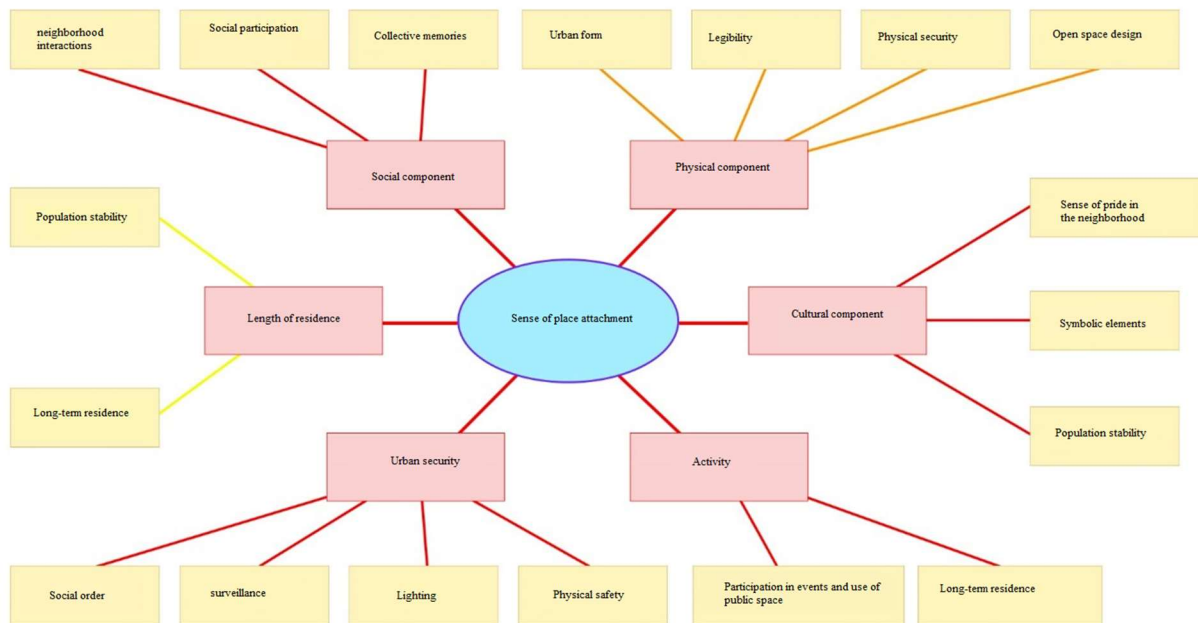 neighborhood
interactions
Social participation
Collective memories
Urban form
Legibility
Physical security
Open space design
Social component
Physical component
Population stability
Sense of pride in
the neighborhood
Length of residence
Sense of place attachment
Cultural component
Symbolic elements
Long-term residence
Population stability
Urban security
Activity
Social order
surveillance
Lighting
Physical safety
Participation in events and use of
public space
Long-term residence